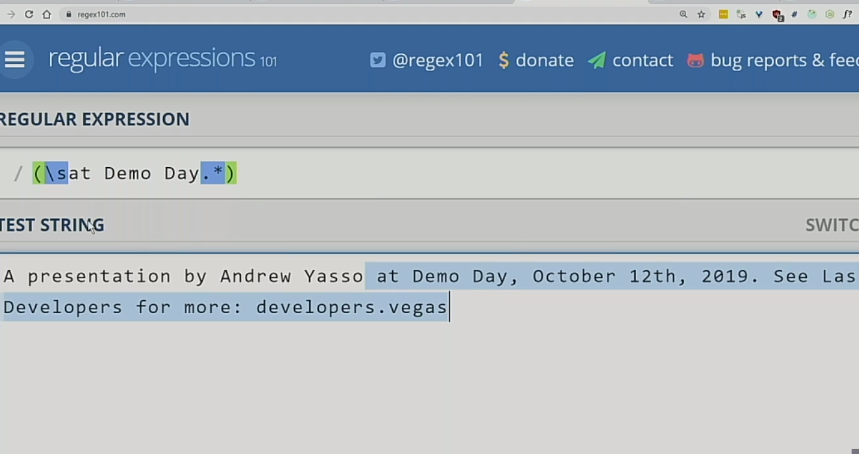 regex101.com
regular expressions 101
@regex101 $ donate contact bug reports & fee
REGULAR EXPRESSION
/ (\sat Demo Day.*)
TEST STRING
SWITC
A presentation by Andrew Yasso at Demo Day, October 12th, 2019. See Las
Developers for more: developers.vegas